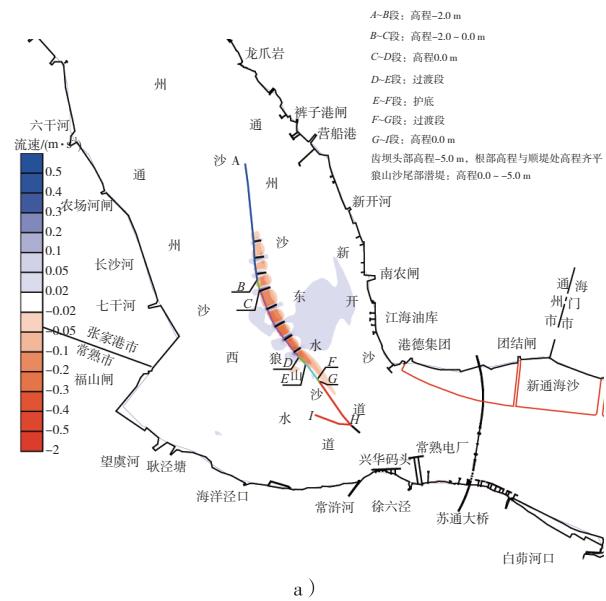 A~B段：高程-2.0 m
B~C段：高程-2.0 - 0.0 m
C~D段：高程0.0 m
D~E段：过渡段
E~F段：护底
F~G段：过渡段
G~I段：高程0.0 m
齿坝头部高程-5.0 m，根部高程与顺堤处高程齐平
狼山沙尾部潜堤：高程0.0 - -5.0 m
龙爪岩
裤子港闸
营船港
新开河
南农闸
江海油库
港德集团
团结闸
通州市
海门市
新通海沙
六干河
流速/(m·s
0.5
0.4
0.3
0.2
0.1
0.05
0.02
-0.02
-0.05
-0.1
-0.2
-0.3
-0.4
-0.5
-2
农场河闸
长沙河
七干河
张家港市
常熟市
福山闸
望虞河
耿泾塘
海洋泾口
常浒河
徐六泾
兴华码头
常熟电厂
苏通大桥
白茆河口
通州沙西水道
通州沙东水道
狼山沙
新开沙
A
B
C
D
E
F
G
H
I
a）